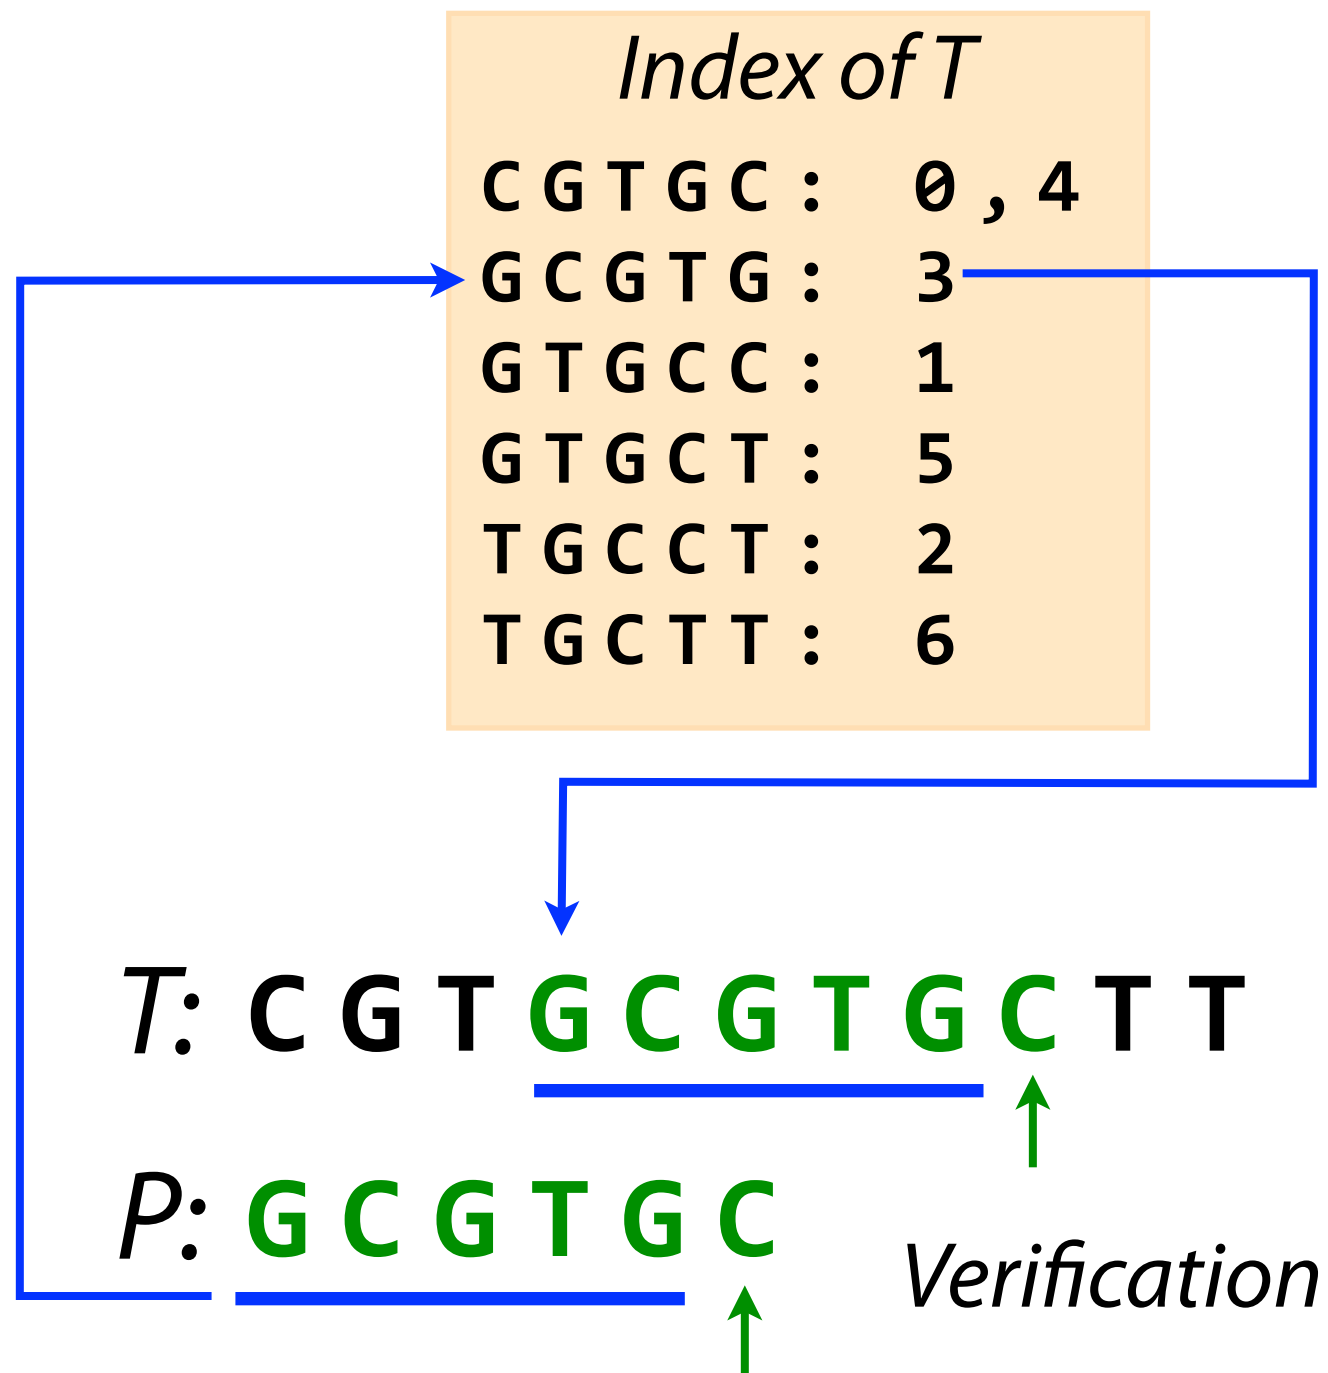 Index of T
CGTGC: 0,4
GCGTG: 3
GTGCC: 1
GTGCT: 5
TGCCT: 2
TGCTT: 6
T: CGTGCGTGCTT
P: GCGTGC
Verification